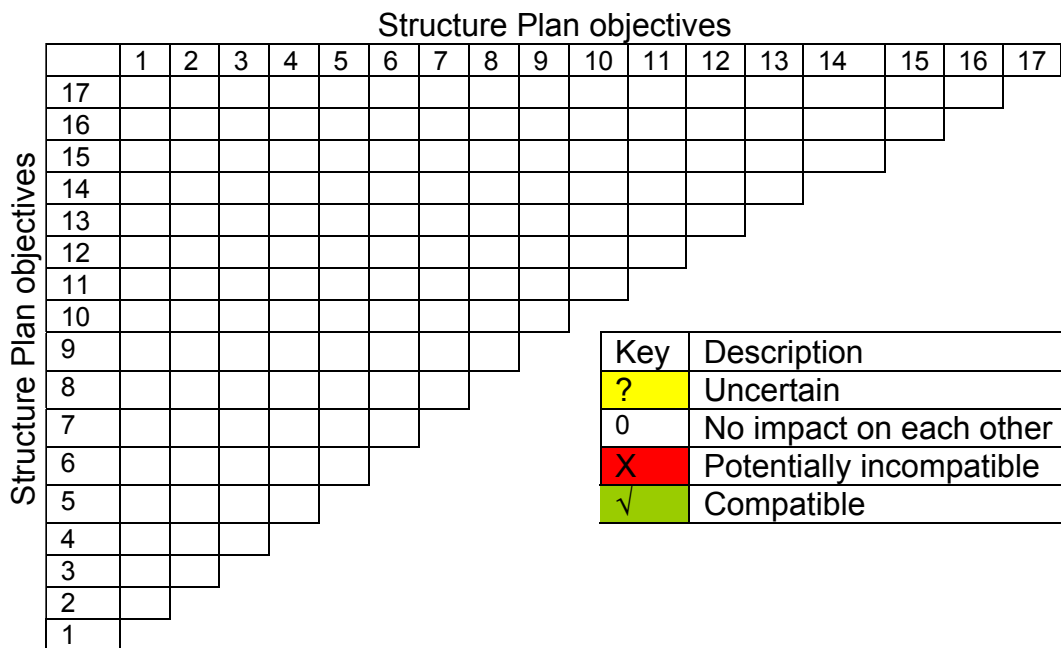 Structure Plan objectives
1 2 3 4 5 6 7 8 9 10 11 12 13 14 15 16 17
Structure Plan objectives
17
16
15
14
13
12
11
10
9
8
7
6
5
4
3
2
1
Key Description
? Uncertain
0 No impact on each other
X Potentially incompatible
√ Compatible